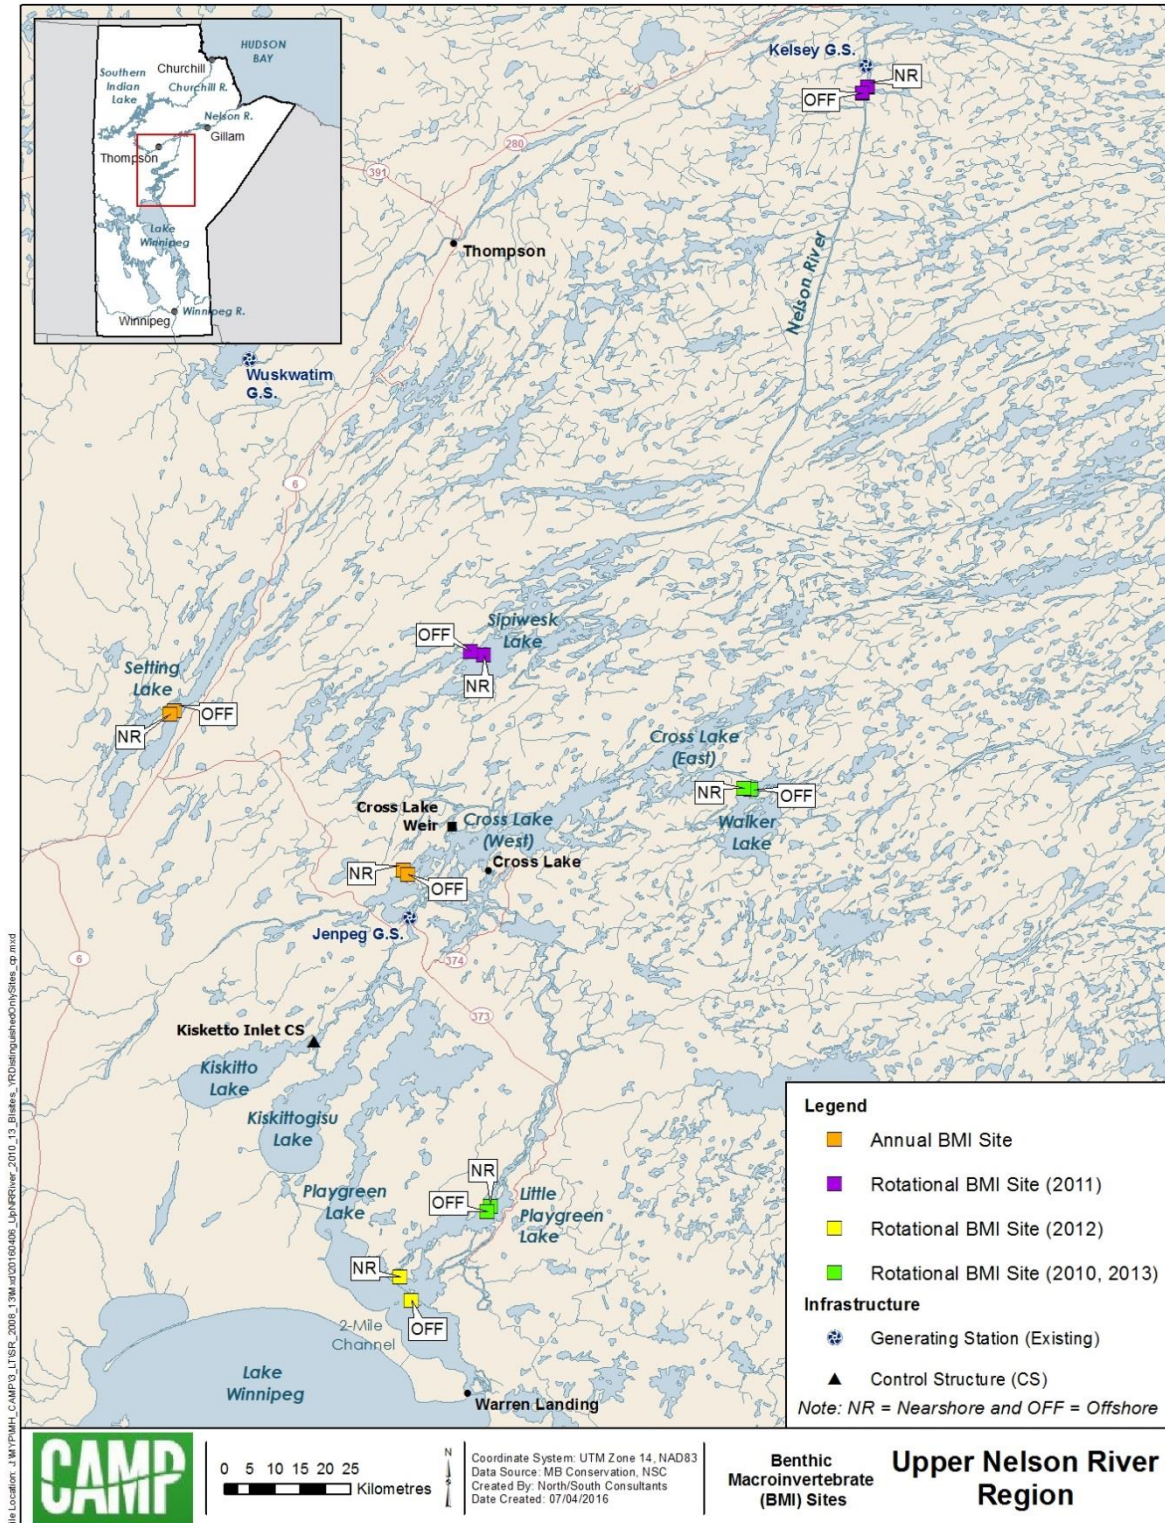 HUDSON
BAY
Churchill
Southern
Indian
Lake
Churchill R.
Nelson R.
Gillam
Thompson
Lake
Winnipeg
Winnipeg R.
Winnipeg
Kelsey G.S.
NR
OFF
280
391
Thompson
Nelson River
Wuskwatim
G.S.
6
Sipiwesk
Lake
OFF
NR
Setting
Lake
OFF
NR
Cross Lake
(East)
NR
OFF
Walker
Lake
Cross Lake
Weir
Cross Lake
(West)
Cross Lake
NR
OFF
Jenpeg G.S.
6
374
373
Kisketto Inlet CS
Kiskitto
Lake
Kiskittogisu
Lake
Playgreen
Lake
NR
OFF
Little
Playgreen
Lake
NR
OFF
2-Mile
Channel
Lake
Winnipeg
Warren Landing
Legend
Annual BMI Site
Rotational BMI Site (2011)
Rotational BMI Site (2012)
Rotational BMI Site (2010, 2013)
Infrastructure
Generating Station (Existing)
Control Structure (CS)
Note: NR = Nearshore and OFF = Offshore
CAMP
0 5 10 15 20 25
Kilometres
N
Coordinate System: UTM Zone 14, NAD83
Data Source: MB Conservation, NSC
Created By: North/South Consultants
Date Created: 07/04/2016
Benthic
Macroinvertebrate
(BMI) Sites
Upper Nelson River
Region